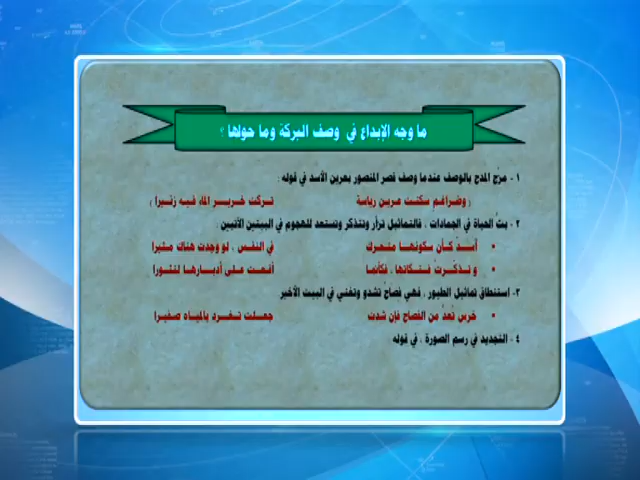 ما وجه الإبداع في وصف البركة وما حولها ؟
١ - مزج المدح بالوصف عندما وصف قصر المنصور بعرين الأسد في قوله :
( وضراغم سكنت عرين رياسة تركت خرير الماء فيه زئيرا )
٢ - بث الحياة في الجمادات ، فالتماثيل تزأر وتتذكر وتستعد للهجوم في البيتين الآتيين :
• أسد كأن سكونها متحرك في النفس ، لو وجدت هناك مثيرا
• وتذكرت فتكاتها ، فكأنما أقعت على أدبارها لتثورا
٣- استنطاق تماثيل الطيور ، فهي فصاح تشدو وتغني في البيت الأخير
• خرس تُعد من الفصاح فإن شدت جعلت تغرد بالمياه صفيرا
٤ - التجديد في رسم الصورة ، في قوله